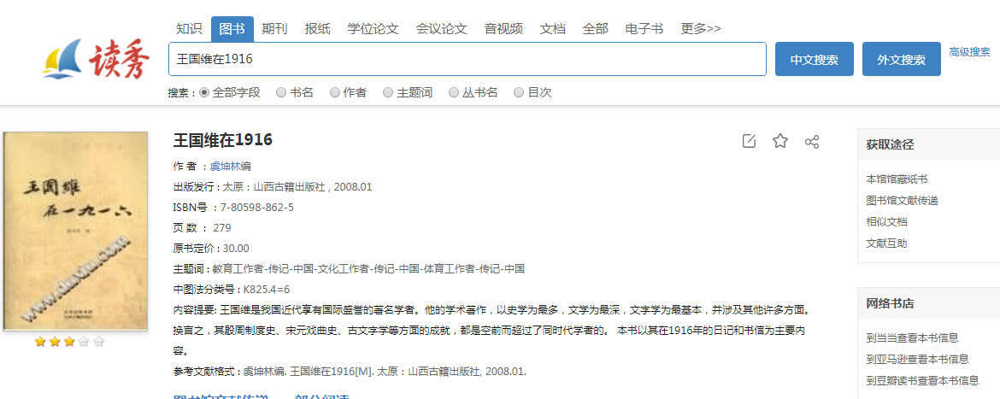 知识 图书 期刊 报纸 学位论文 会议论文 音视频 文档 全部 电子书 更多>>
读秀
王国维在1916
中文搜索 外文搜索 高级搜索
搜索： 全部字段 书名 作者 主题词 丛书名 目次
王國維
在一九一六
www.duxiu.com
王国维在1916
作 者 ：虞坤林编
出版发行 : 太原：山西古籍出版社 , 2008.01
ISBN号 ：7-80598-862-5
页 数 ： 279
原书定价 : 30.00
主题词 : 教育工作者-传记-中国-文化工作者-传记-中国-体育工作者-传记-中国
中图法分类号 : K825.4=6
内容提要: 王国维是我国近代享有国际盛誉的著名学者。他的学术著作，以史学为最多，文学为最深，文字学为最基本，并涉及其他许多方面。
换言之，其殷周制度史、宋元戏曲史、古文字学等方面的成就，都是空前而超过了同时代学者的。 本书以其在1916年的日记和书信为主要内
容。
参考文献格式 : 虞坤林编. 王国维在1916[M]. 太原：山西古籍出版社, 2008.01.
图书馆文献传递 部分阅读
获取途径
本馆馆藏纸书
图书馆文献传递
相似文档
文献互助
网络书店
到当当查看本书信息
到亚马逊查看本书信息
到豆瓣读书查看本书信息